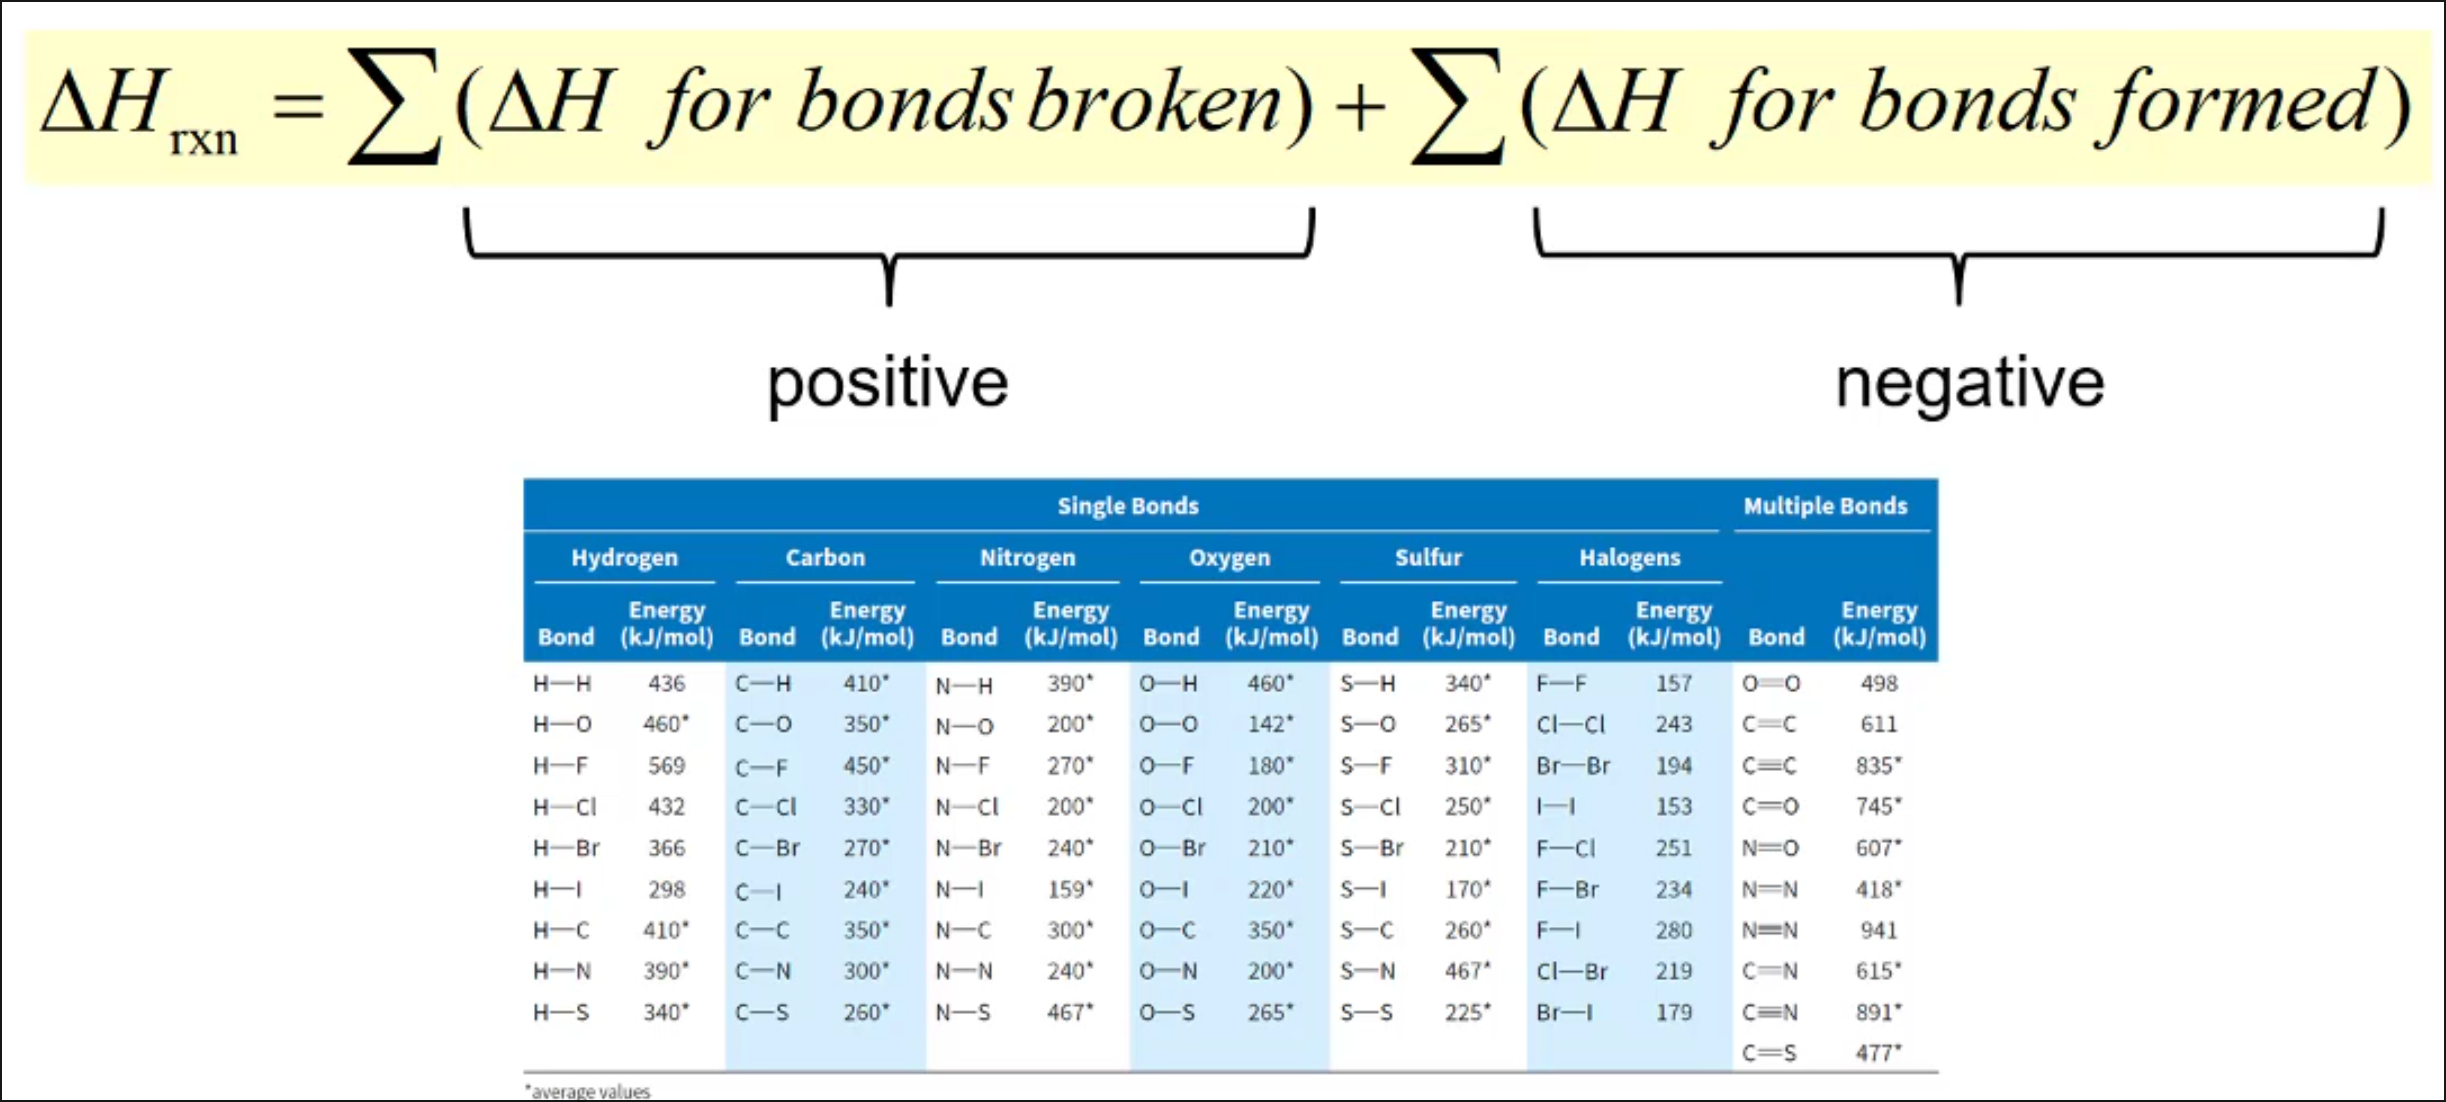 ΔH rxn = ∑(ΔH for bonds broken) + ∑(ΔH for bonds formed)
positive negative
Single Bonds Multiple Bonds
Hydrogen Carbon Nitrogen Oxygen Sulfur Halogens
Energy Energy Energy Energy Energy Energy Energy
Bond (kJ/mol) Bond (kJ/mol) Bond (kJ/mol) Bond (kJ/mol) Bond (kJ/mol) Bond (kJ/mol) Bond (kJ/mol)
H—H 436 C—H 410* N—H 390* O—H 460* S—H 340* F—F 157 O=O 498
H—O 460* C—O 350* N—O 200* O—O 142* S—O 265* Cl—Cl 243 C=C 611
H—F 569 C—F 450* N—F 270* O—F 180* S—F 310* Br—Br 194 C≡C 835*
H—Cl 432 C—Cl 330* N—Cl 200* O—Cl 200* S—Cl 250* I—I 153 C=O 745*
H—Br 366 C—Br 270* N—Br 240* O—Br 210* S—Br 210* F—Cl 251 N=O 607*
H—I 298 C—I 240* N—I 159* O—I 220* S—I 170* F—Br 234 N=N 418*
H—C 410* C—C 350* N—C 300* O—C 350* S—C 260* F—I 280 N≡N 941
H—N 390* C—N 300* N—N 240* O—N 200* S—N 467* Cl—Br 219 C=N 615*
H—S 340* C—S 260* N—S 467* O—S 265* S—S 225* Br—I 179 C≡N 891*
C=S 477*
*average values